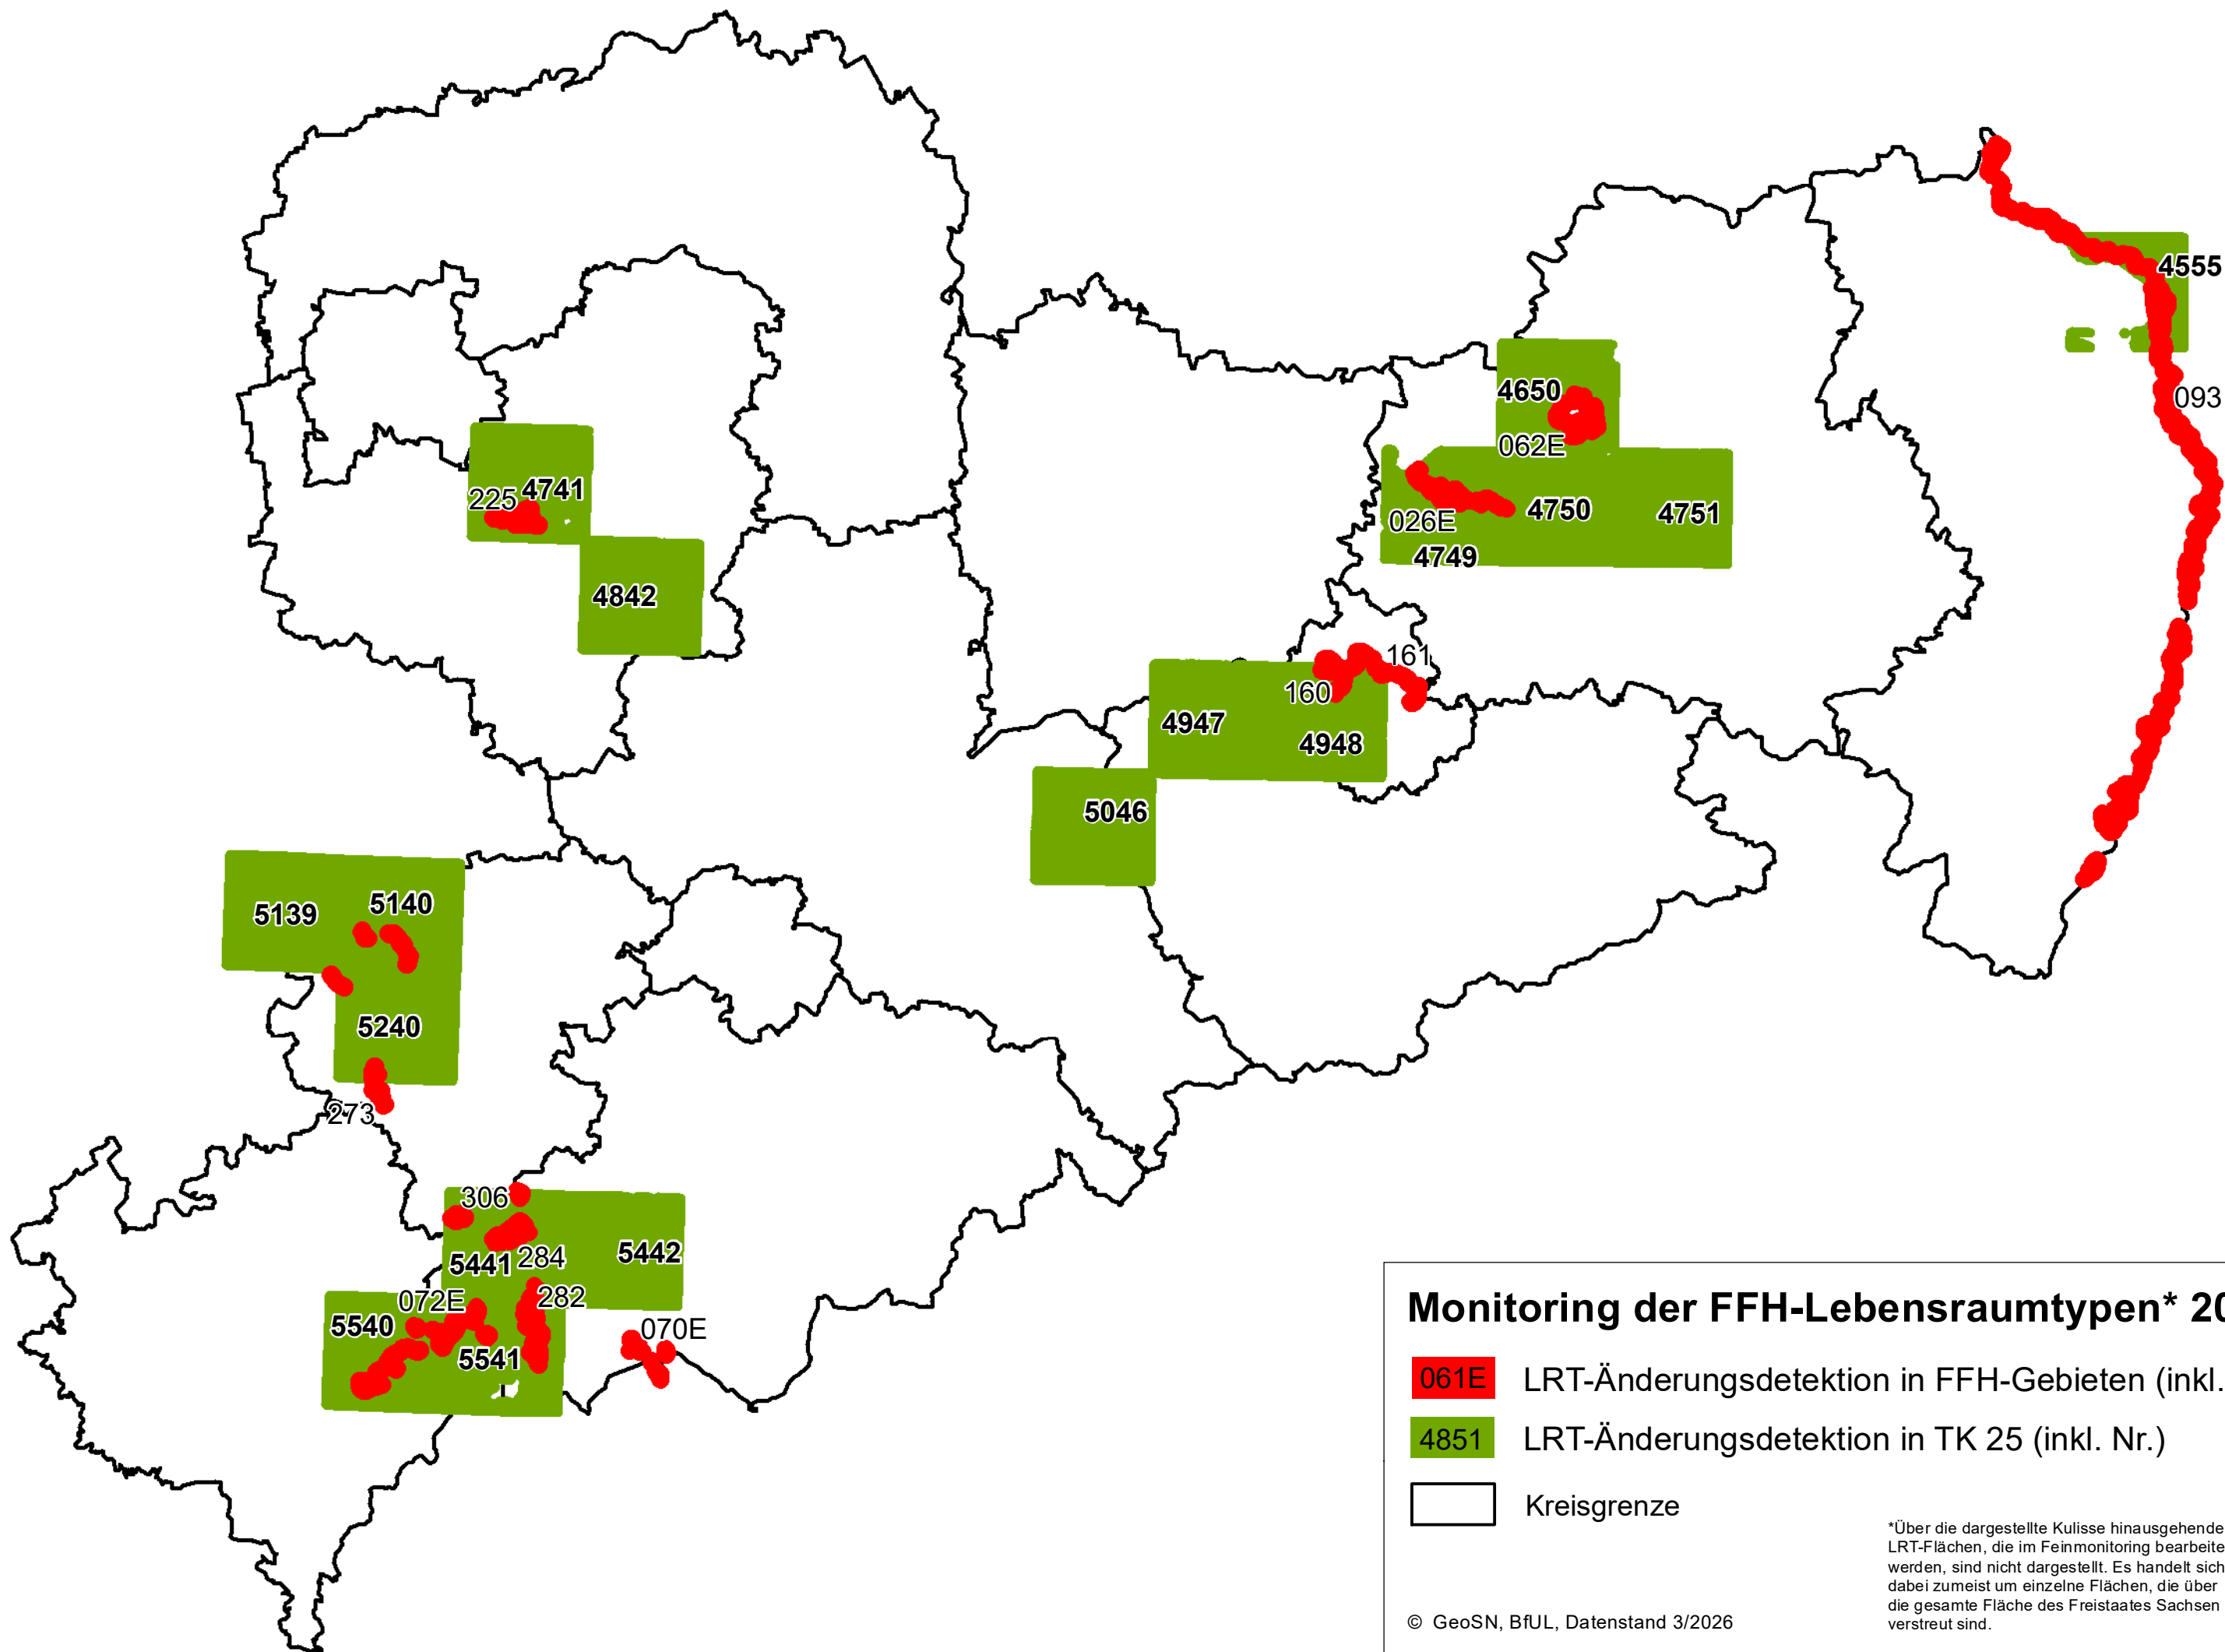 4555
093
4650
062E
4741
225
4750
4751
026E
4749
4842
161
160
4947
4948
5046
5140
5139
5240
273
306
5442
284
5441
282
072E
5540
070E
5541
Monitoring der FFH-Lebensraumtypen* 20
061E LRT-Änderungsdetektion in FFH-Gebieten (inkl.
4851 LRT-Änderungsdetektion in TK 25 (inkl. Nr.)
Kreisgrenze
*Über die dargestellte Kulisse hinausgehende
LRT-Flächen, die im Feinmonitoring bearbeite
werden, sind nicht dargestellt. Es handelt sich
dabei zumeist um einzelne Flächen, die über
die gesamte Fläche des Freistaates Sachsen
verstreut sind.
© GeoSN, BfUL, Datenstand 3/2026